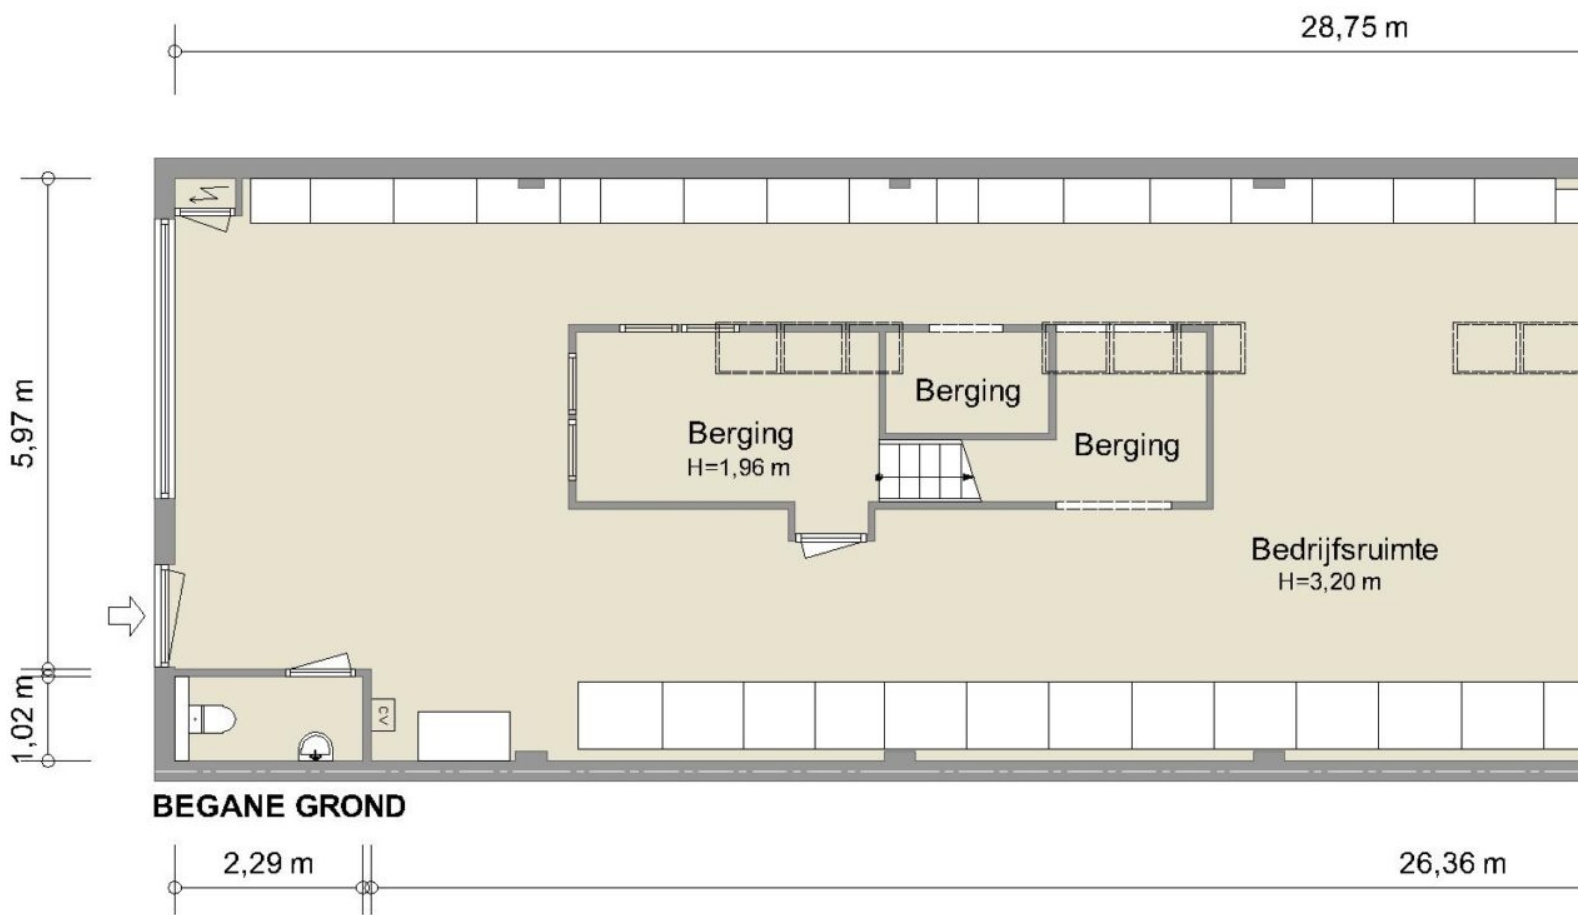 28,75 m
5,97 m
Berging
Berging
H=1,96 m
Berging
Bedrijfsruimte
H=3,20 m
1,02 m
CV
BEGANE GROND
2,29 m
26,36 m